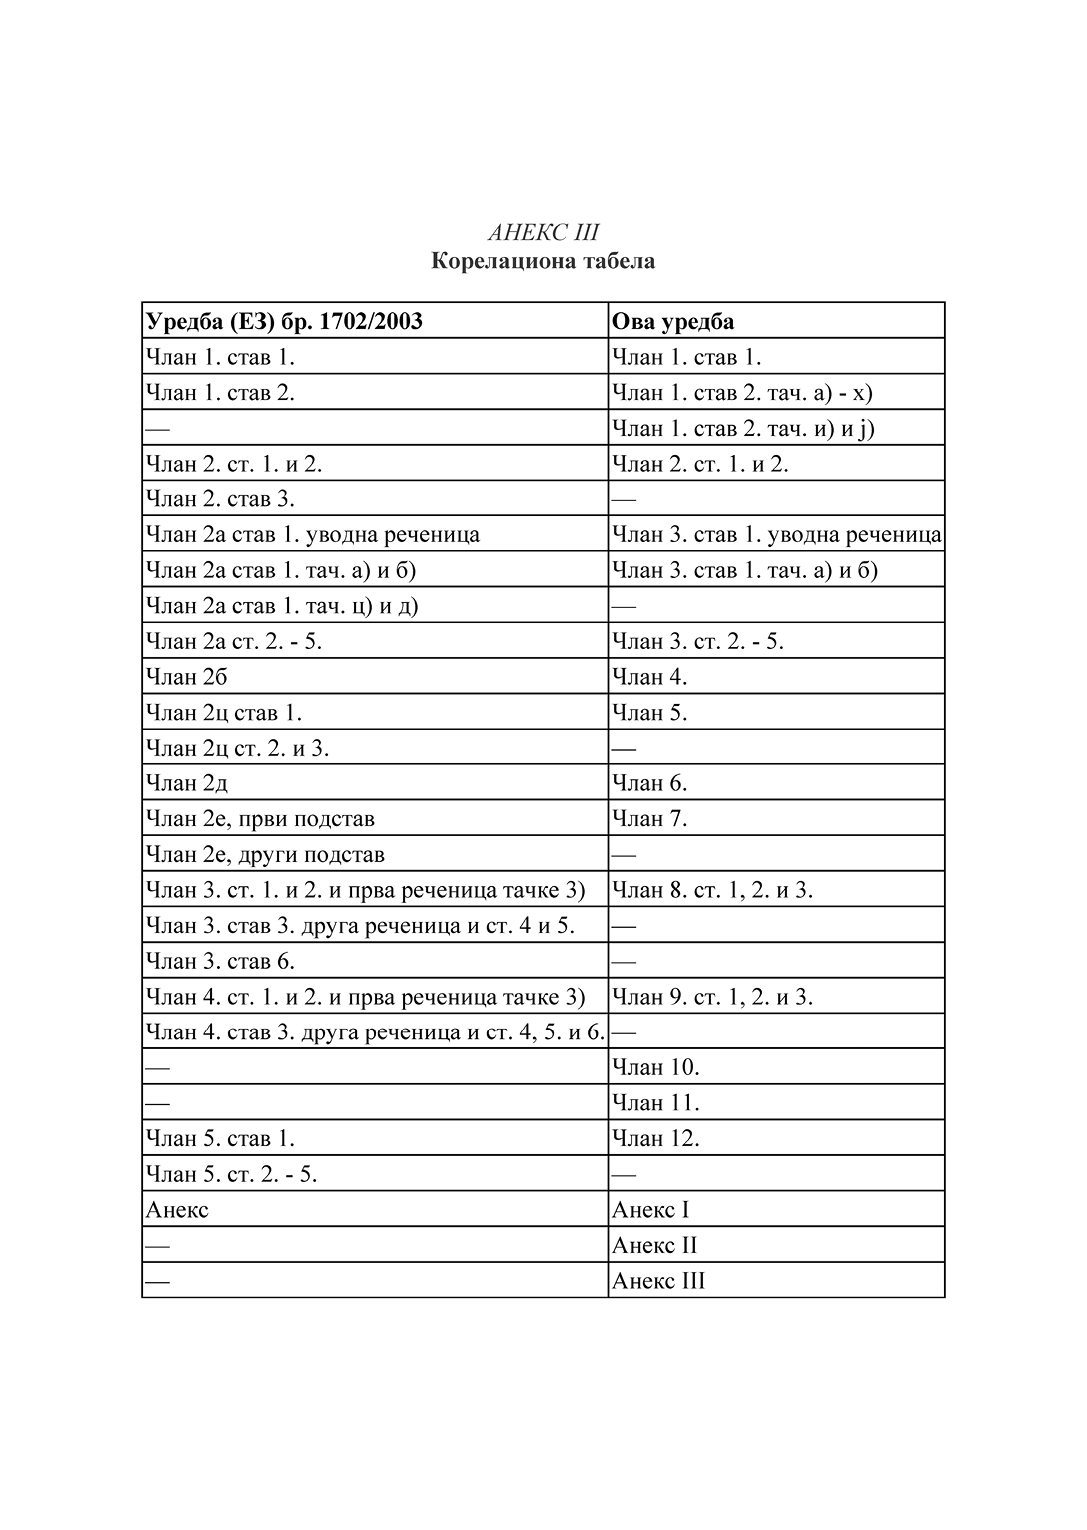 АНЕКС III
Корелациона табела
Уредба (ЕЗ) бр. 1702/2003 Ова уредба
Члан 1. став 1. Члан 1. став 1.
Члан 1. став 2. Члан 1. став 2. тач. а) - х)
— Члан 1. став 2. тач. и) и ј)
Члан 2. ст. 1. и 2. Члан 2. ст. 1. и 2.
Члан 2. став 3. —
Члан 2а став 1. уводна реченица Члан 3. став 1. уводна реченица
Члан 2а став 1. тач. а) и б) Члан 3. став 1. тач. а) и б)
Члан 2а став 1. тач. ц) и д) —
Члан 2а ст. 2. - 5. Члан 3. ст. 2. - 5.
Члан 2б Члан 4.
Члан 2ц став 1. Члан 5.
Члан 2ц ст. 2. и 3. —
Члан 2д Члан 6.
Члан 2е, први подстав Члан 7.
Члан 2е, други подстав —
Члан 3. ст. 1. и 2. и прва реченица тачке 3) Члан 8. ст. 1, 2. и 3.
Члан 3. став 3. друга реченица и ст. 4 и 5. —
Члан 3. став 6. —
Члан 4. ст. 1. и 2. и прва реченица тачке 3) Члан 9. ст. 1, 2. и 3.
Члан 4. став 3. друга реченица и ст. 4, 5. и 6. —
— Члан 10.
— Члан 11.
Члан 5. став 1. Члан 12.
Члан 5. ст. 2. - 5. —
Анекс Анекс I
— Анекс II
— Анекс III